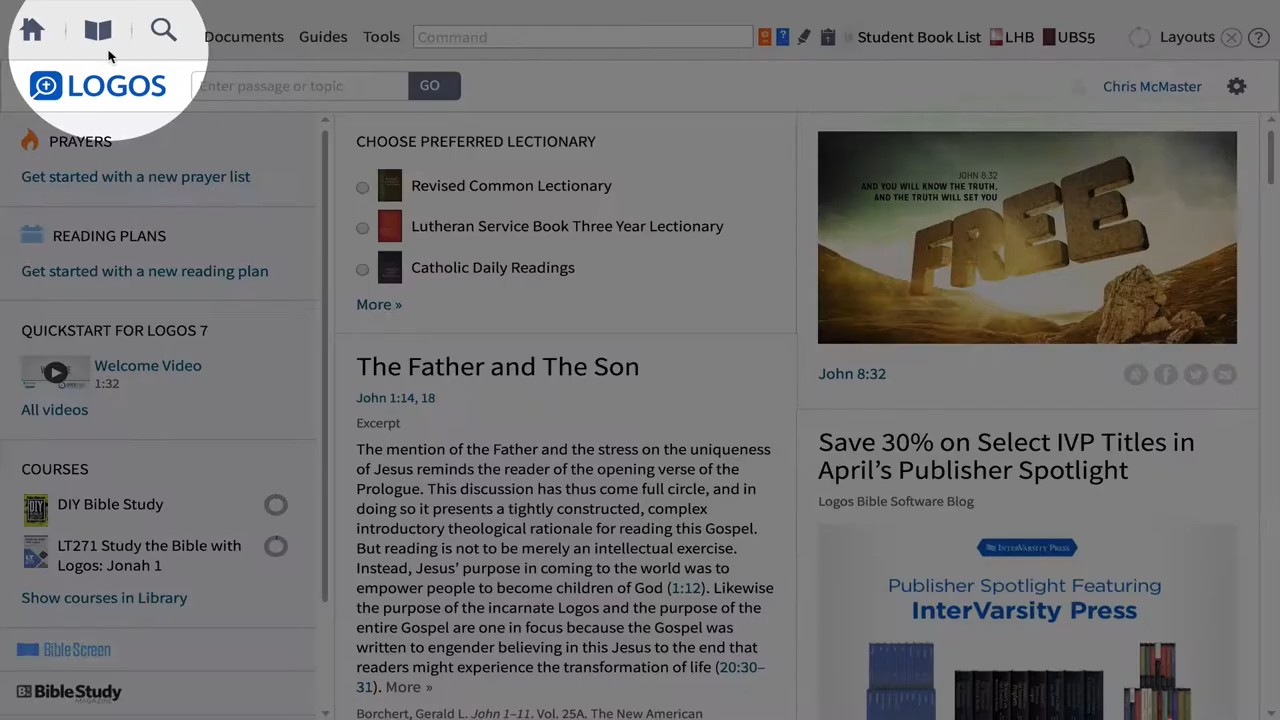 Documents Guides Tools Command Student Book List LHB UBS5 Layouts
LOGOS Enter passage or topic GO Chris McMaster
PRAYERS
Get started with a new prayer list
READING PLANS
Get started with a new reading plan
QUICKSTART FOR LOGOS 7
Welcome Video
1:32
All videos
COURSES
DIY Bible Study
LT271 Study the Bible with
Logos: Jonah 1
Show courses in Library
Bible Screen
Bible Study
MAGAZINE
CHOOSE PREFERRED LECTIONARY
Revised Common Lectionary
Lutheran Service Book Three Year Lectionary
Catholic Daily Readings
More »
The Father and The Son
John 1:14, 18
Excerpt
The mention of the Father and the stress on the uniqueness
of Jesus reminds the reader of the opening verse of the
Prologue. This discussion has thus come full circle, and in
doing so it presents a tightly constructed, complex
introductory theological rationale for reading this Gospel.
But reading is not to be merely an intellectual exercise.
Instead, Jesus’ purpose in coming to the world was to
empower people to become children of God (1:12). Likewise
the purpose of the incarnate Logos and the purpose of the
entire Gospel are one in focus because the Gospel was
written to engender believing in this Jesus to the end that
readers might experience the transformation of life (20:30–
31). More »
Borchert, Gerald L. John 1–11. Vol. 25A. The New American
JOHN 8:32
AND YOU WILL KNOW THE TRUTH,
AND THE TRUTH WILL SET YOU
FREE
John 8:32
Save 30% on Select IVP Titles in
April’s Publisher Spotlight
Logos Bible Software Blog
INTERVARSITY PRESS
Publisher Spotlight Featuring
InterVarsity Press